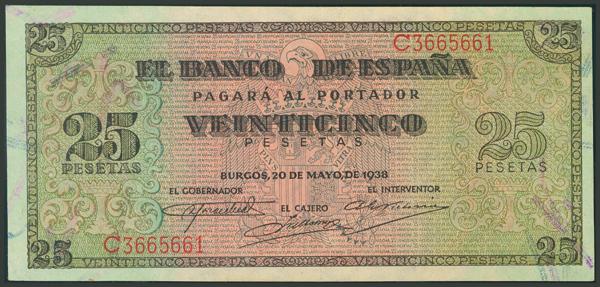 25 VEINTICINCO PESETAS 25
C3665661
EL BANCO DE ESPAÑA
PAGARÁ AL PORTADOR
25 VEINTICINCO 25
PESETAS PESETAS PESETAS
BURGOS, 20 DE MAYO, DE 1938
EL GOBERNADOR EL INTERVENTOR
EL CAJERO
C3665661
25 25